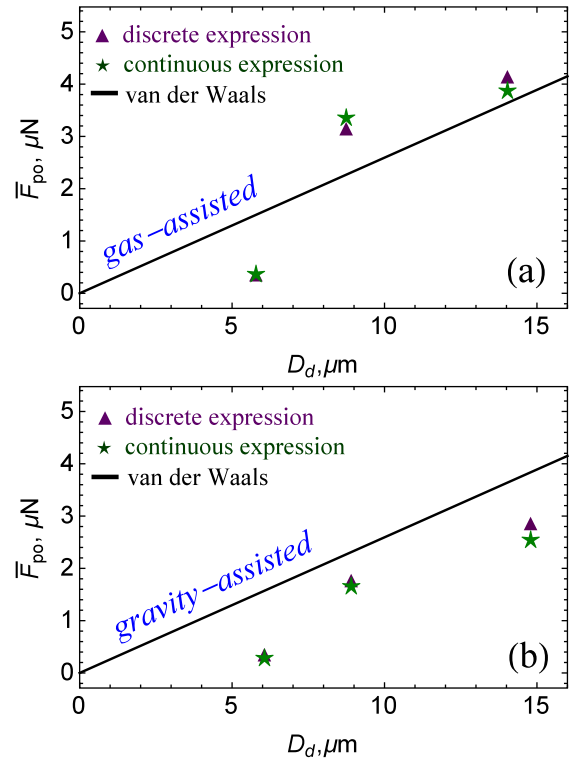 5
4
3
2
1
0
F̅po, μN
▲ discrete expression
★ continuous expression
van der Waals
gas−assisted
(a)
0 5 10 15
Dd,μm
5
4
3
2
1
0
F̅po, μN
▲ discrete expression
★ continuous expression
van der Waals
gravity−assisted
(b)
0 5 10 15
Dd,μm